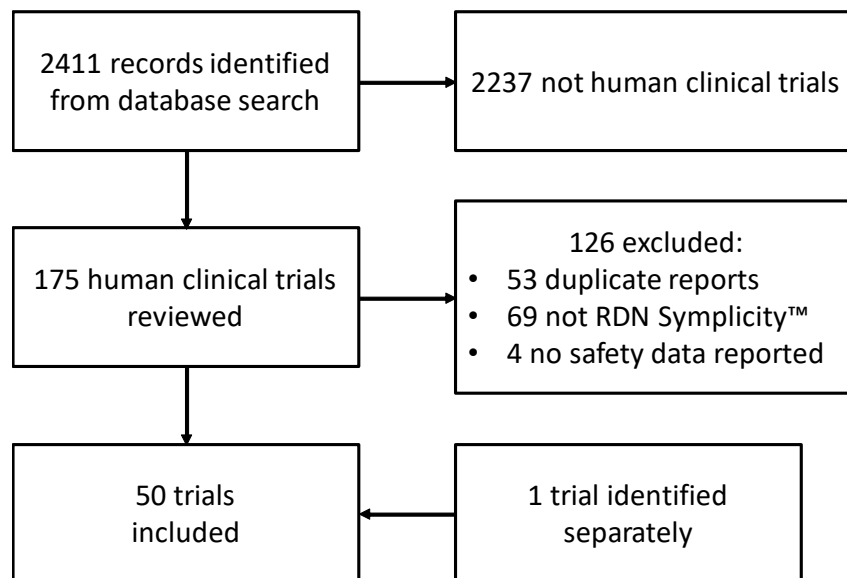 2411 records identified
from database search
2237 not human clinical trials
175 human clinical trials
reviewed
126 excluded:
• 53 duplicate reports
• 69 not RDN Symplicity™
• 4 no safety data reported
50 trials
included
1 trial identified
separately